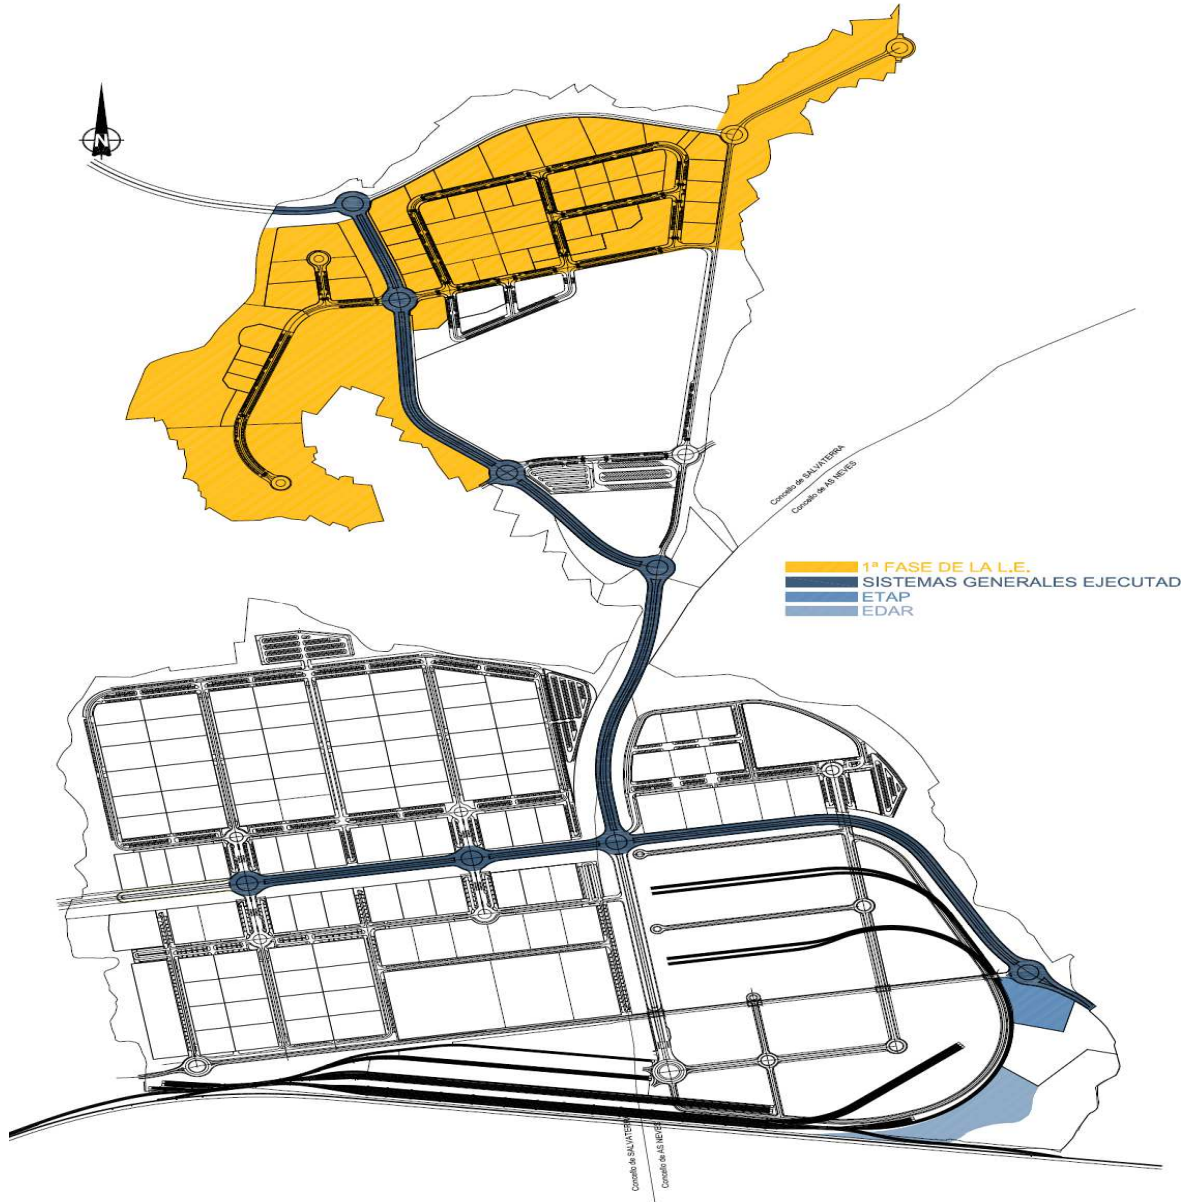 N
Concello de SALVATERRA
Concello de AS NEVES
1ª FASE DE LA L.E.
SISTEMAS GENERALES EJECUTAD
ETAP
EDAR
Concello de SALVATERRA
Concello de AS NEVES